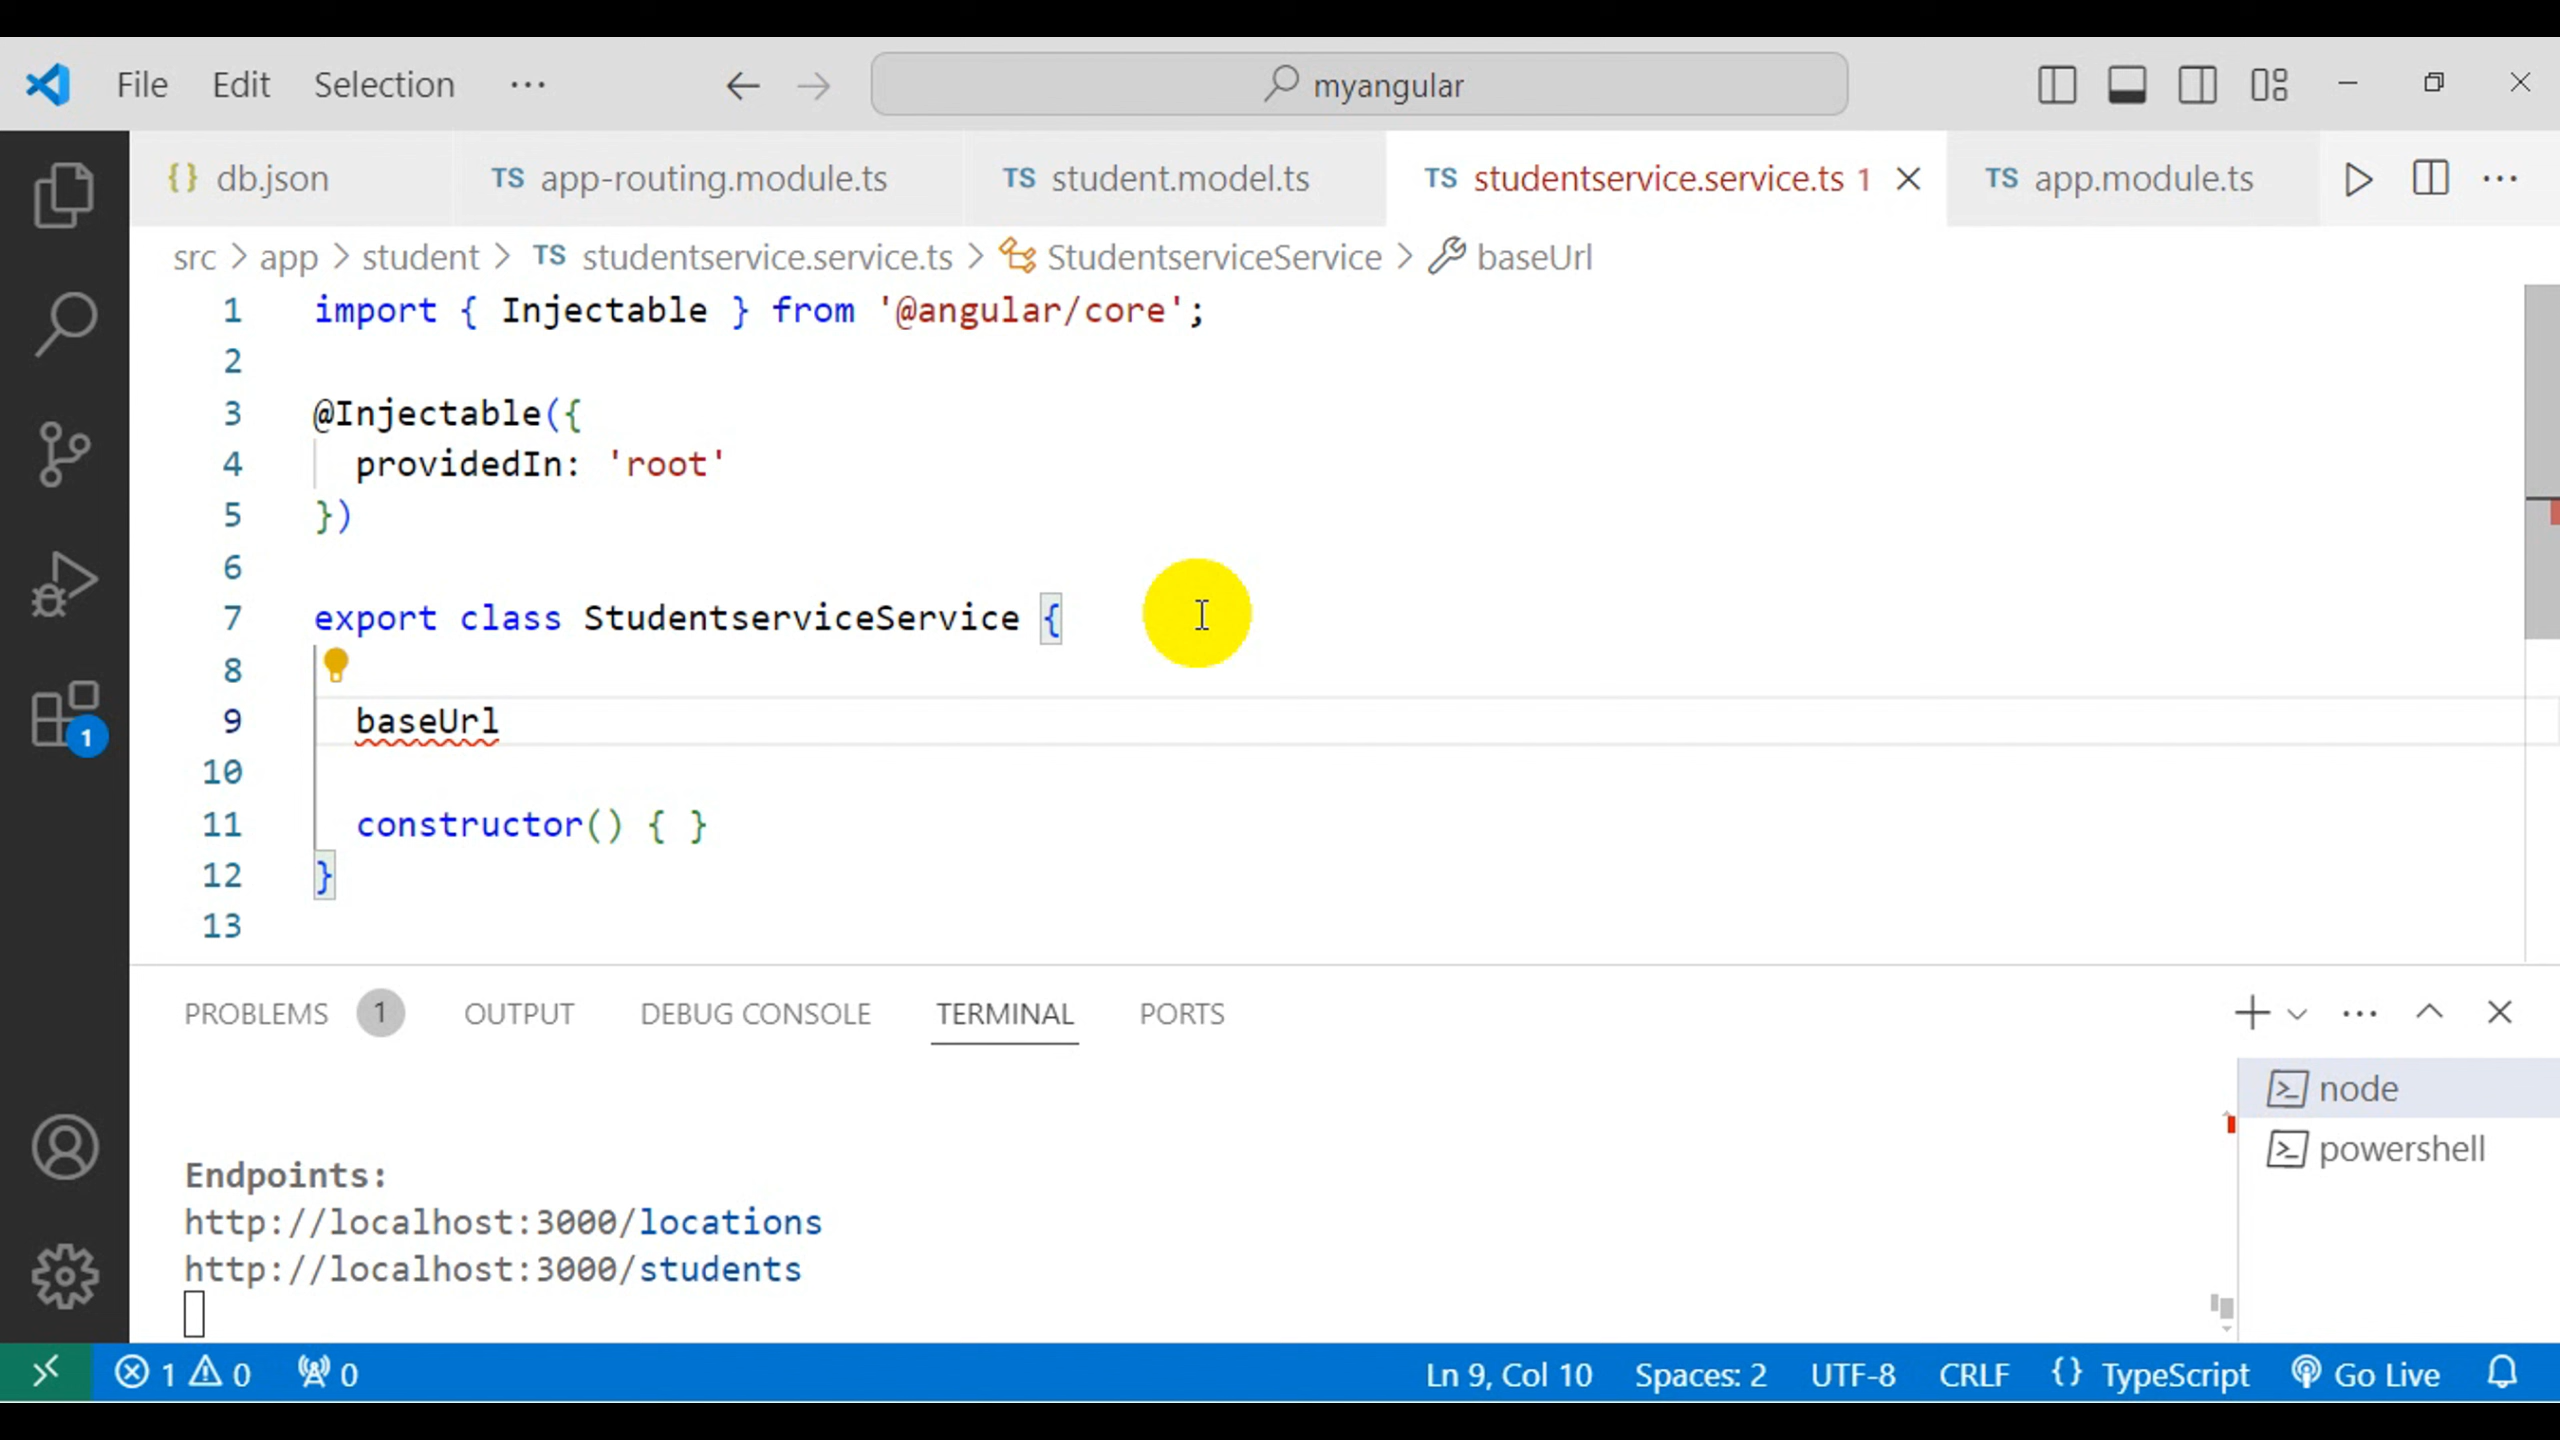 File Edit Selection ··· myangular
db.json TS app-routing.module.ts TS student.model.ts TS studentservice.service.ts 1 TS app.module.ts
src > app > student > TS studentservice.service.ts > StudentserviceService > baseUrl
1 import { Injectable } from '@angular/core';
2
3 @Injectable({
4 providedIn: 'root'
5 })
6
7 export class StudentserviceService {
8
9 baseUrl
10
11 constructor() { }
12 }
13
1
PROBLEMS 1 OUTPUT DEBUG CONSOLE TERMINAL PORTS
node
powershell
Endpoints:
http://localhost:3000/locations
http://localhost:3000/students
1 0 0 Ln 9, Col 10 Spaces: 2 UTF-8 CRLF {} TypeScript Go Live